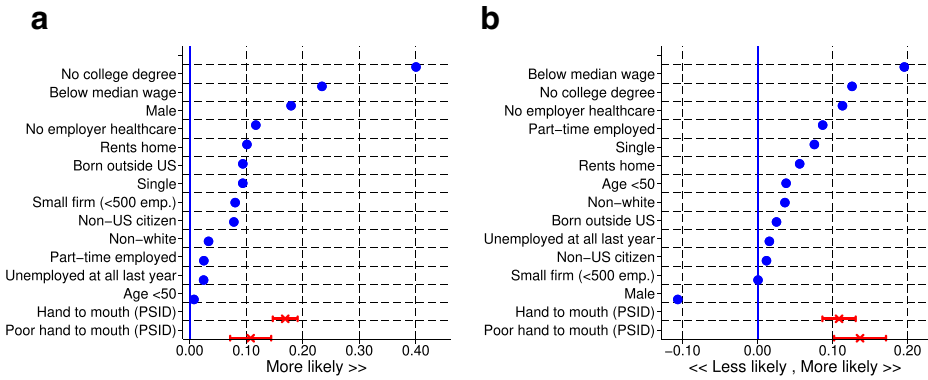 a
No college degree
Below median wage
Male
No employer healthcare
Rents home
Born outside US
Single
Small firm (<500 emp.)
Non−US citizen
Non−white
Part−time employed
Unemployed at all last year
Age <50
Hand to mouth (PSID)
Poor hand to mouth (PSID)
0.00 0.10 0.20 0.30 0.40
More likely >>
b
Below median wage
No college degree
No employer healthcare
Part−time employed
Single
Rents home
Age <50
Non−white
Born outside US
Unemployed at all last year
Non−US citizen
Small firm (<500 emp.)
Male
Hand to mouth (PSID)
Poor hand to mouth (PSID)
−0.10 0.00 0.10 0.20
<< Less likely , More likely >>